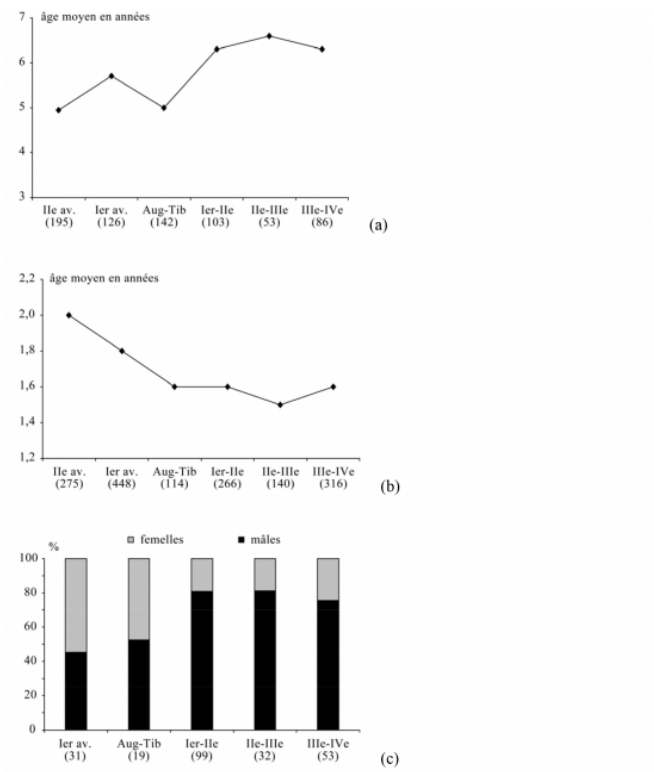 7 âge moyen en années
6
5
4
3
IIe av. Ier av. Aug-Tib Ier-IIe IIe-IIIe IIIe-IVe
(195) (126) (142) (103) (53) (86)
(a)
2,2 âge moyen en années
2,0
1,8
1,6
1,4
1,2
IIe av. Ier av. Aug-Tib Ier-IIe IIe-IIIe IIIe-IVe
(275) (448) (114) (266) (140) (316)
(b)
% femelles mâles
100
80
60
40
20
0
Ier av. Aug-Tib Ier-IIe IIe-IIIe IIIe-IVe
(31) (19) (99) (32) (53)
(c)